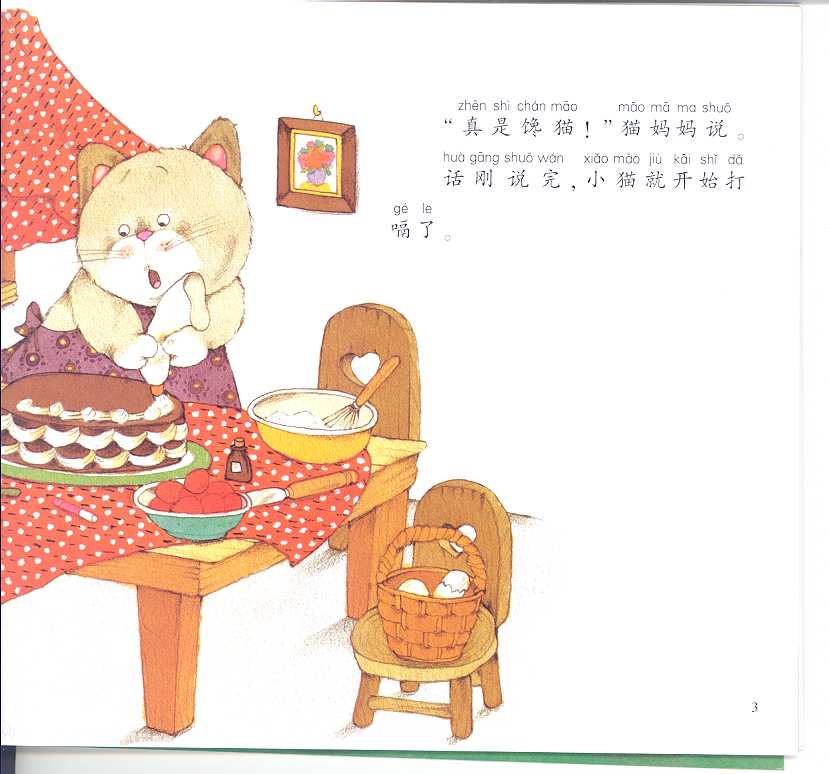 zhēn shì chán māo māo mā ma shuō
“真是馋猫！”猫妈妈说。
huà gāng shuō wán xiǎo māo jiù kāi shǐ dǎ
话刚说完，小猫就开始打
gé le
嗝了。
3